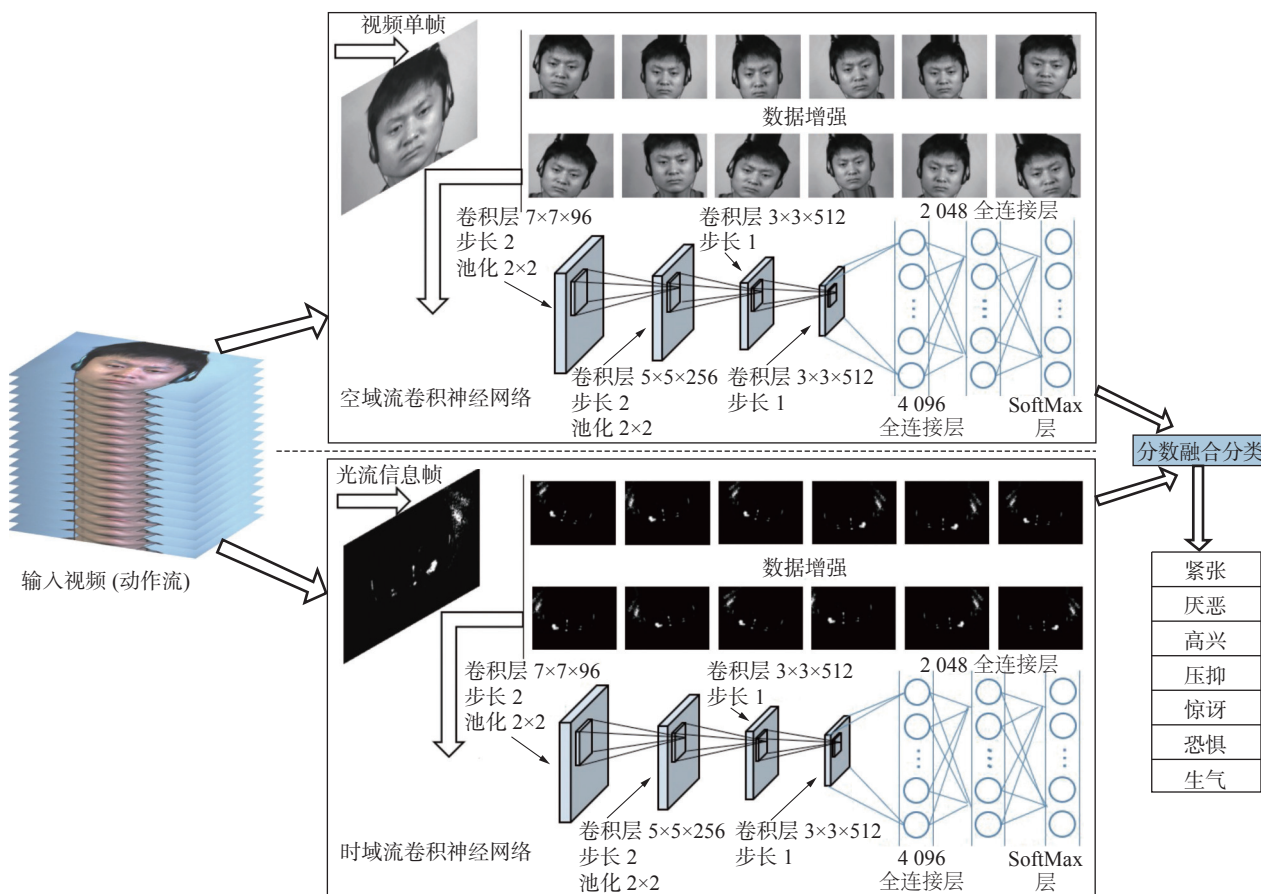 视频单帧
数据增强
卷积层 7×7×96
步长 2
池化 2×2
卷积层 3×3×512
步长 1
2 048 全连接层
卷积层 5×5×256
步长 2
池化 2×2
卷积层 3×3×512
步长 1
4 096
全连接层
SoftMax
层
空域流卷积神经网络
输入视频 (动作流)
光流信息帧
数据增强
卷积层 7×7×96
步长 2
池化 2×2
卷积层 3×3×512
步长 1
2 048 全连接层
卷积层 5×5×256
步长 2
池化 2×2
卷积层 3×3×512
步长 1
4 096
全连接层
SoftMax
层
时域流卷积神经网络
分数融合分类
紧张
厌恶
高兴
压抑
惊讶
恐惧
生气